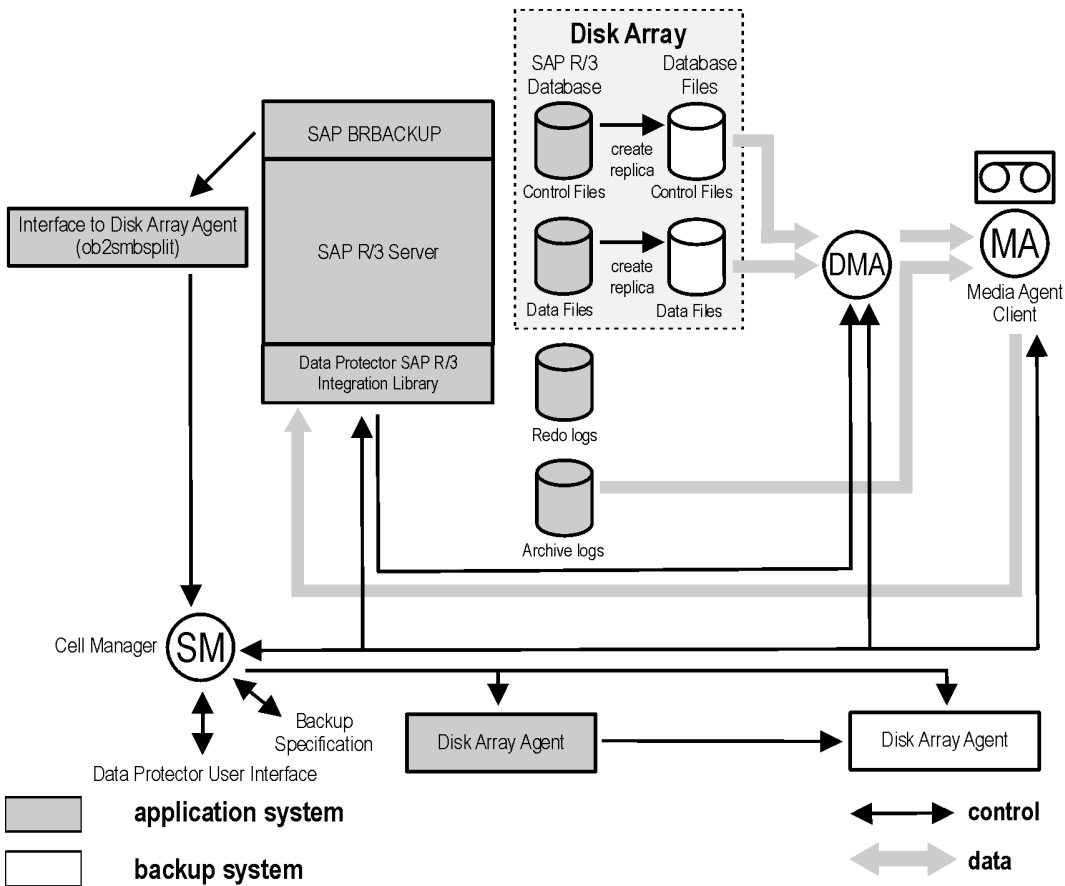 Disk Array
SAP R/3
Database
Database
Files
SAP BRBACKUP
create
replica
Control Files
Control Files
Interface to Disk Array Agent
(ob2smbsplit)
SAP R/3 Server
MA
DMA
create
replica
Media Agent
Client
Data Files
Data Files
Data Protector SAP R/3
Integration Library
Redo logs
Archive logs
Cell Manager
SM
Backup
Specification
Disk Array Agent
Disk Array Agent
Data Protector User Interface
application system
control
backup system
data